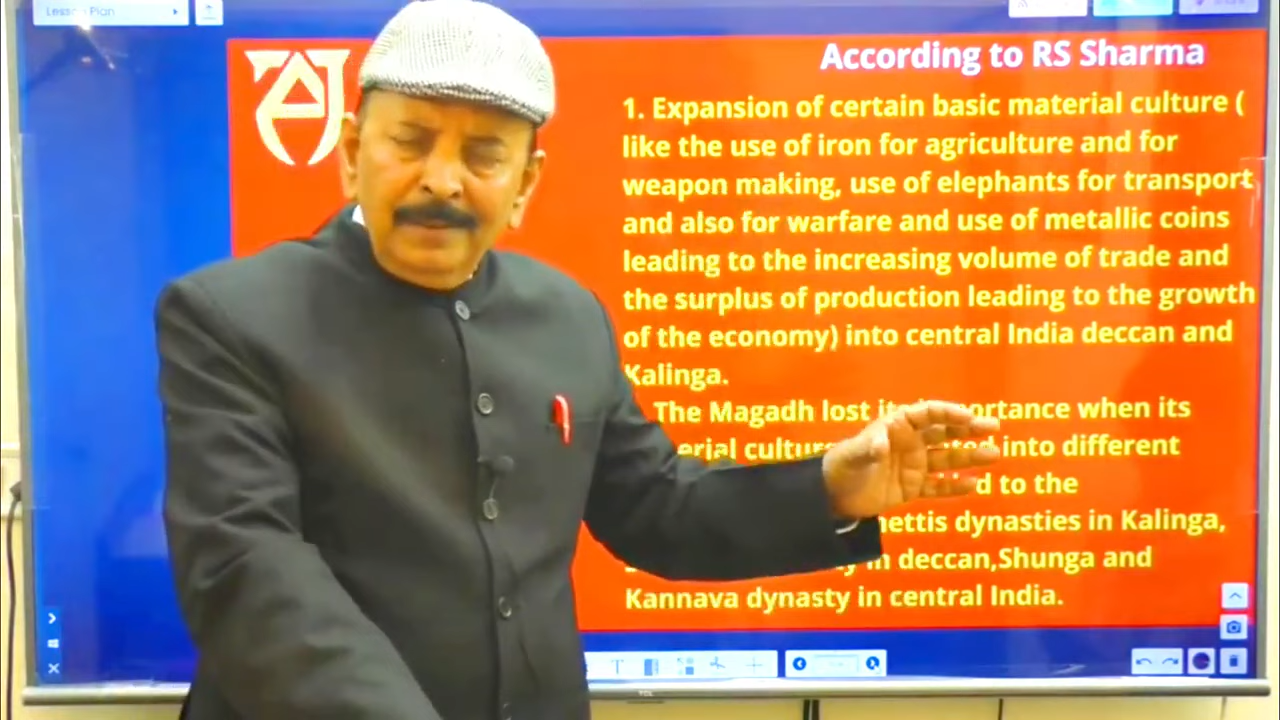 Lesson Plan
According to RS Sharma
1. Expansion of certain basic material culture (
like the use of iron for agriculture and for
weapon making, use of elephants for transport
and also for warfare and use of metallic coins
leading to the increasing volume of trade and
the surplus of production leading to the growth
of the economy) into central India deccan and
Kalinga.
The Magadh lost when its
into different
to the
dynasties in Kalinga,
in deccan,Shunga and
Kannava dynasty in central India.
TCL